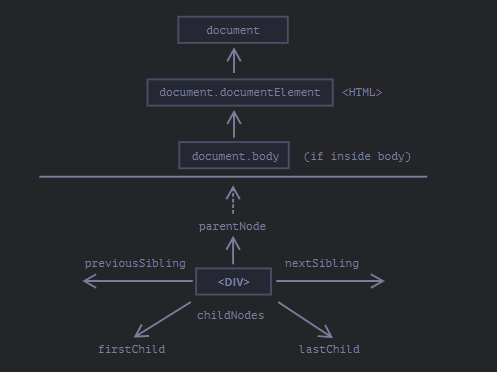 document
document.documentElement <HTML>
document.body (if inside body)
parentNode
previousSibling nextSibling
<DIV>
childNodes
firstChild lastChild